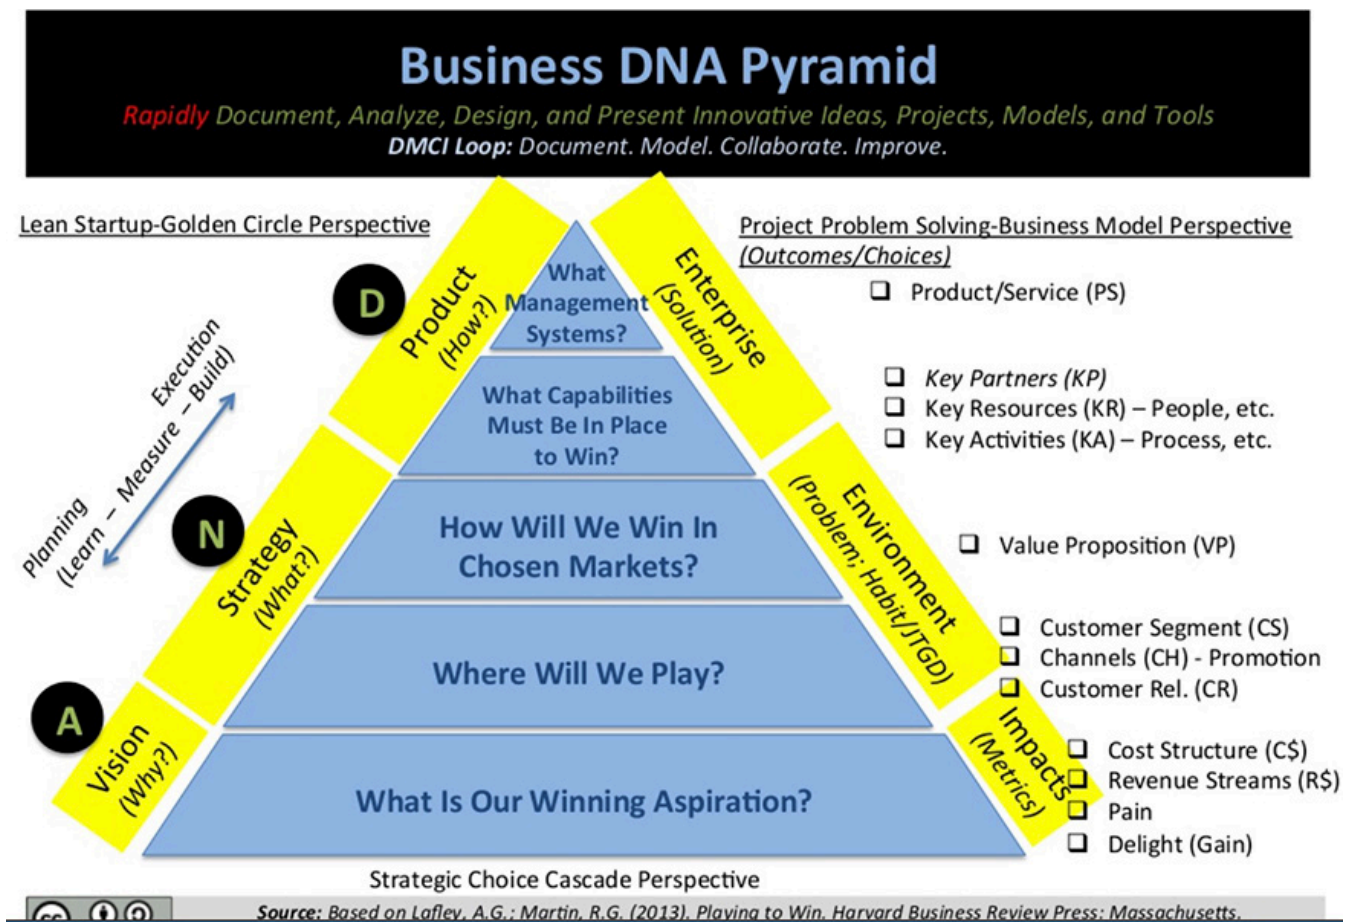 Business DNA Pyramid
Rapidly Document, Analyze, Design, and Present Innovative Ideas, Projects, Models, and Tools
DMCI Loop: Document. Model. Collaborate. Improve.
Lean Startup-Golden Circle Perspective
Project Problem Solving-Business Model Perspective
(Outcomes/Choices)
D
Product
(How?)
N
Strategy
(What?)
A
Vision
(Why?)
Execution
Planning
(Learn – Measure – Build)
What
Management
Systems?
What Capabilities
Must Be In Place
to Win?
How Will We Win In
Chosen Markets?
Where Will We Play?
What Is Our Winning Aspiration?
Enterprise
(Solution)
Environment
(Problem; Habit/JTGD)
Impacts
(Metrics)
❑ Product/Service (PS)
❑ Key Partners (KP)
❑ Key Resources (KR) – People, etc.
❑ Key Activities (KA) – Process, etc.
❑ Value Proposition (VP)
❑ Customer Segment (CS)
❑ Channels (CH) - Promotion
❑ Customer Rel. (CR)
❑ Cost Structure (C$)
❑ Revenue Streams (R$)
❑ Pain
❑ Delight (Gain)
Strategic Choice Cascade Perspective
cc
Source: Based on Lafley, A.G.; Martin, R.G. (2013). Playing to Win. Harvard Business Review Press: Massachusetts